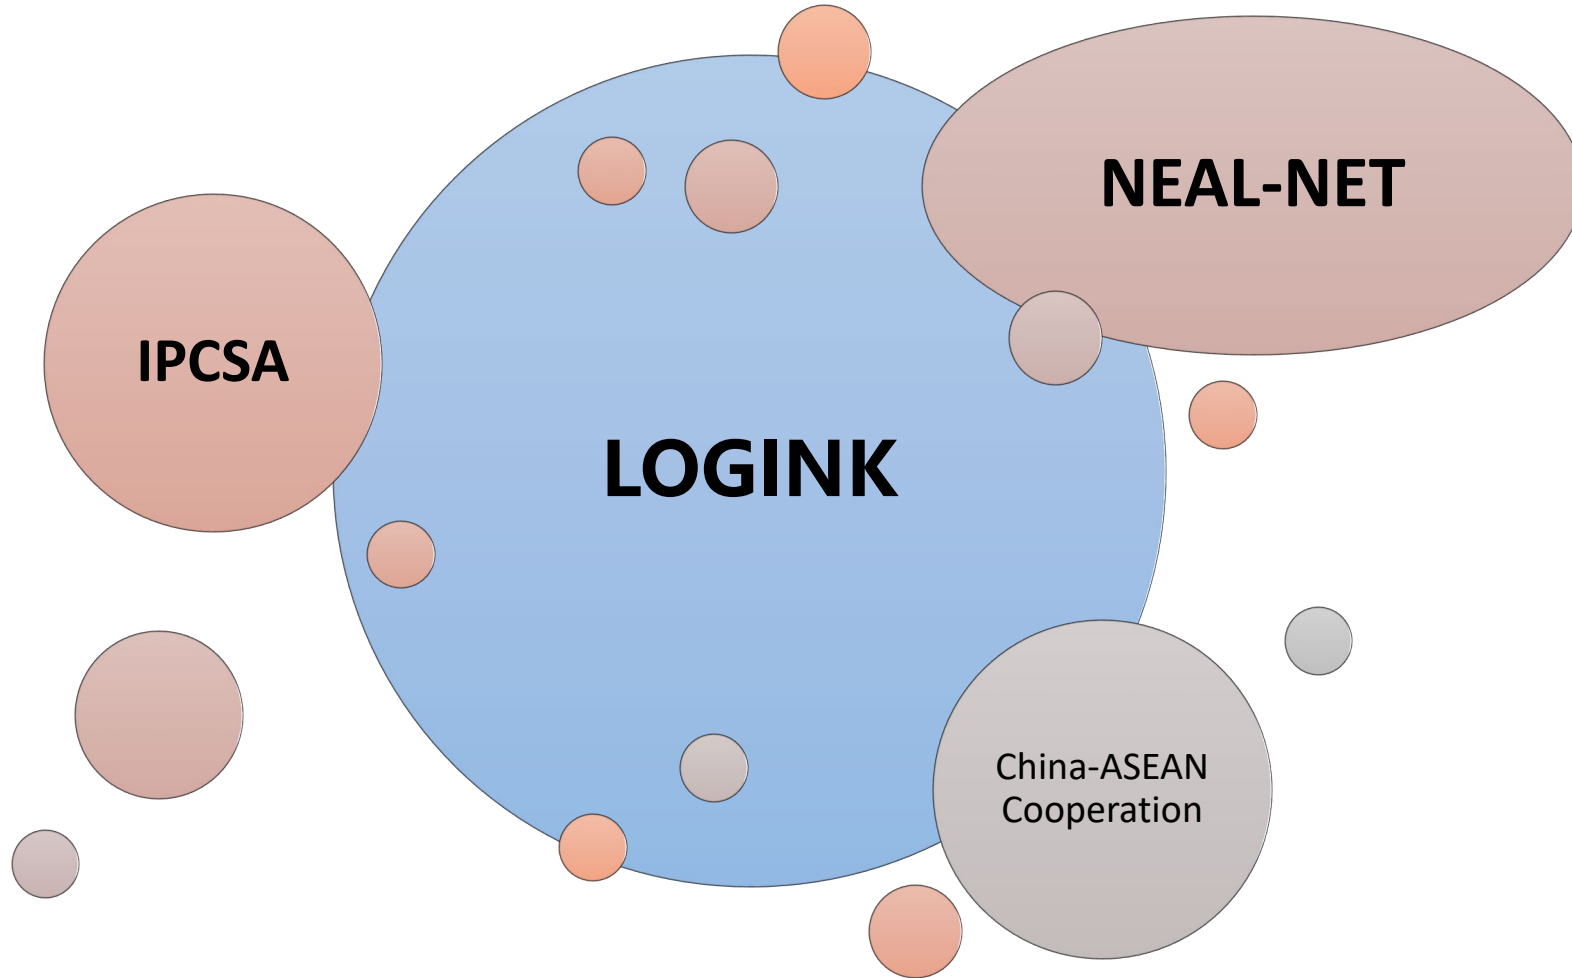 NEAL-NET
IPCSA
LOGINK
China-ASEAN
Cooperation